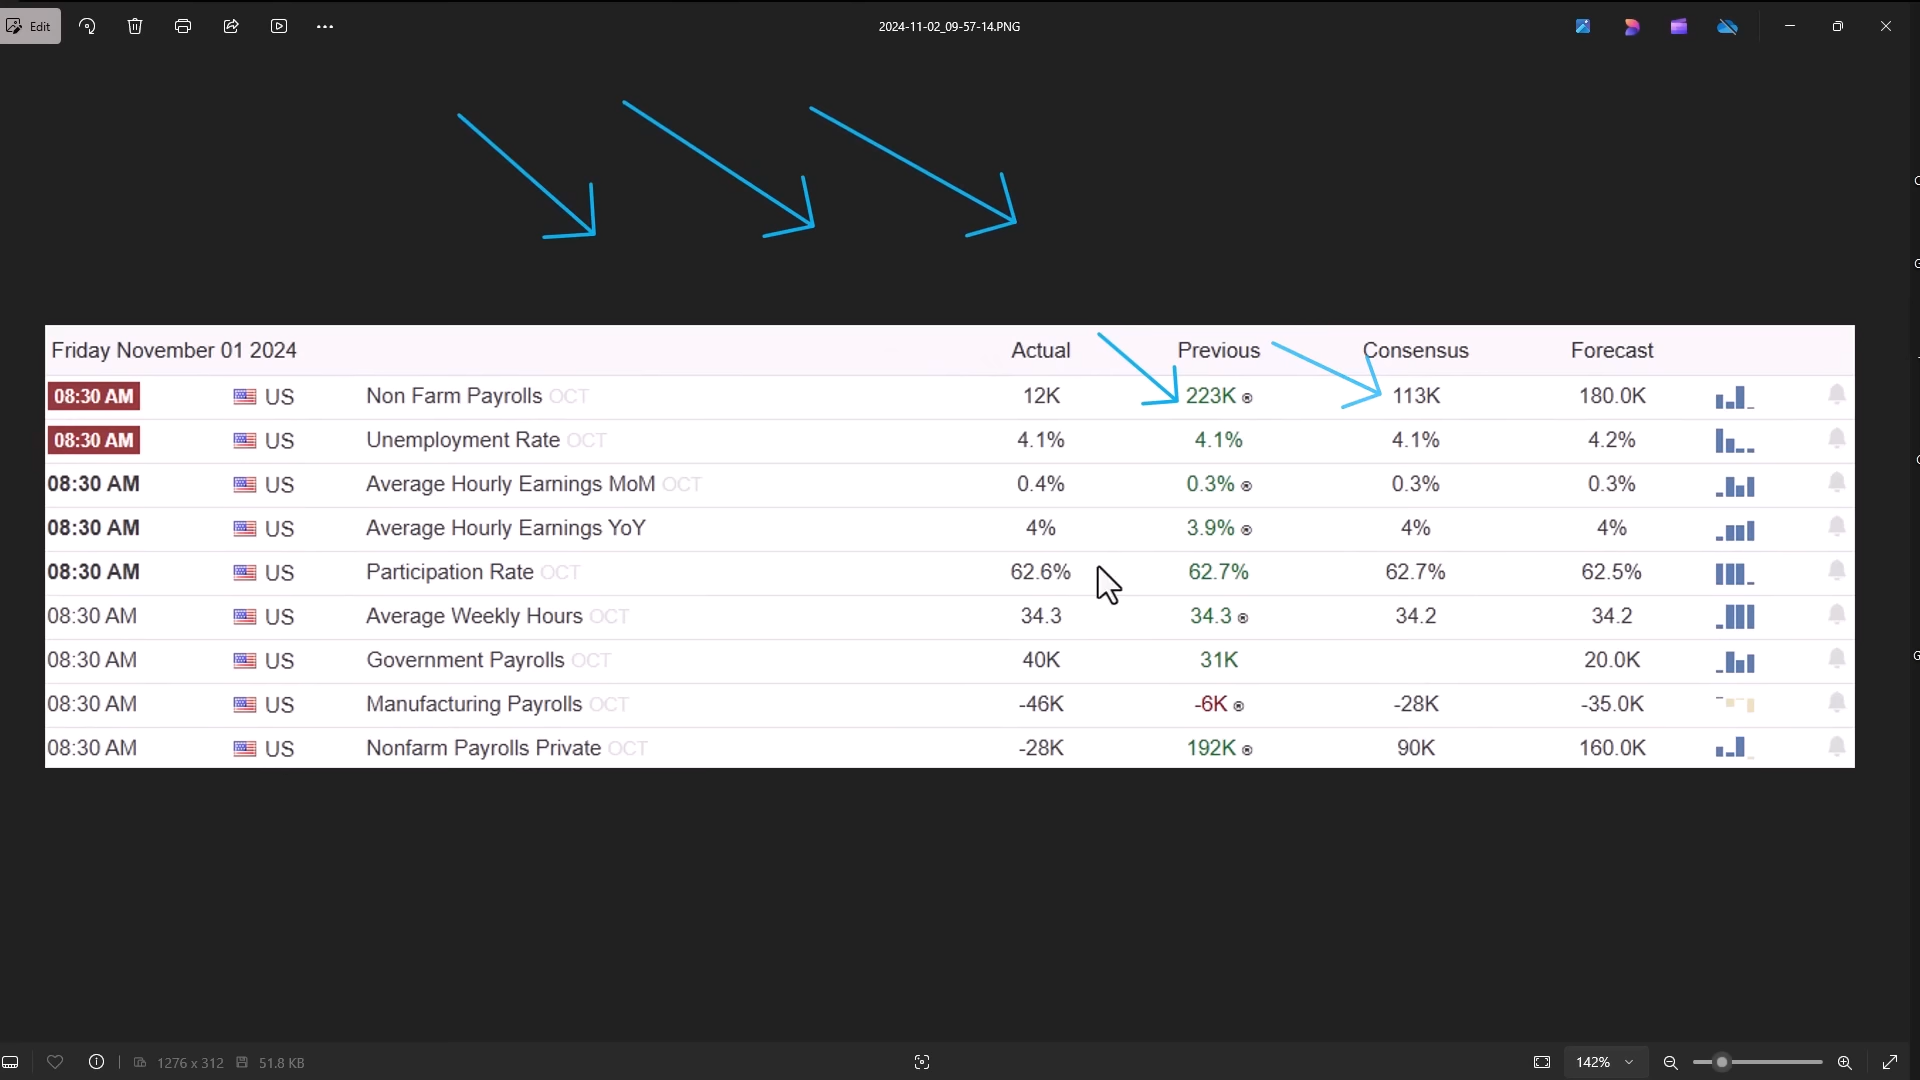 Edit
2024-11-02_09-57-14.PNG
Friday November 01 2024 Actual Previous Consensus Forecast
08:30 AM US Non Farm Payrolls OCT 12K 223K ® 113K 180.0K
08:30 AM US Unemployment Rate OCT 4.1% 4.1% 4.1% 4.2%
08:30 AM US Average Hourly Earnings MoM OCT 0.4% 0.3% ® 0.3% 0.3%
08:30 AM US Average Hourly Earnings YoY 4% 3.9% ® 4% 4%
08:30 AM US Participation Rate OCT 62.6% 62.7% 62.7% 62.5%
08:30 AM US Average Weekly Hours OCT 34.3 34.3 ® 34.2 34.2
08:30 AM US Government Payrolls OCT 40K 31K 20.0K
08:30 AM US Manufacturing Payrolls OCT -46K -6K ® -28K -35.0K
08:30 AM US Nonfarm Payrolls Private OCT -28K 192K ® 90K 160.0K
1276 x 312 51.8 KB 142%